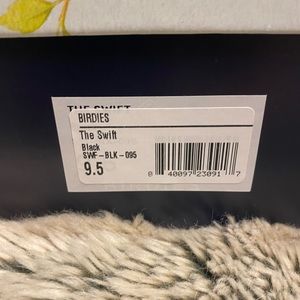 THE SWIFT
BIRDIES
The Swift
Black
SWF-BLK-095
9.5
0 40097 23091 7